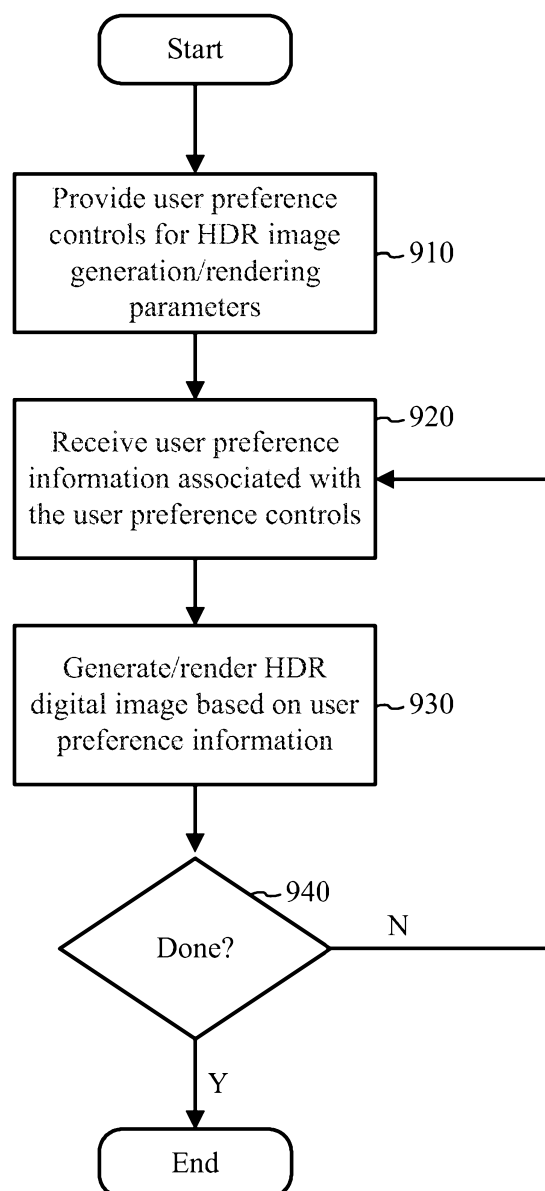 Start
Provide user preference
controls for HDR image
generation/rendering
parameters
910
920
Receive user preference
information associated with
the user preference controls
Generate/render HDR
digital image based on user
preference information
930
940
Done?
N
Y
End